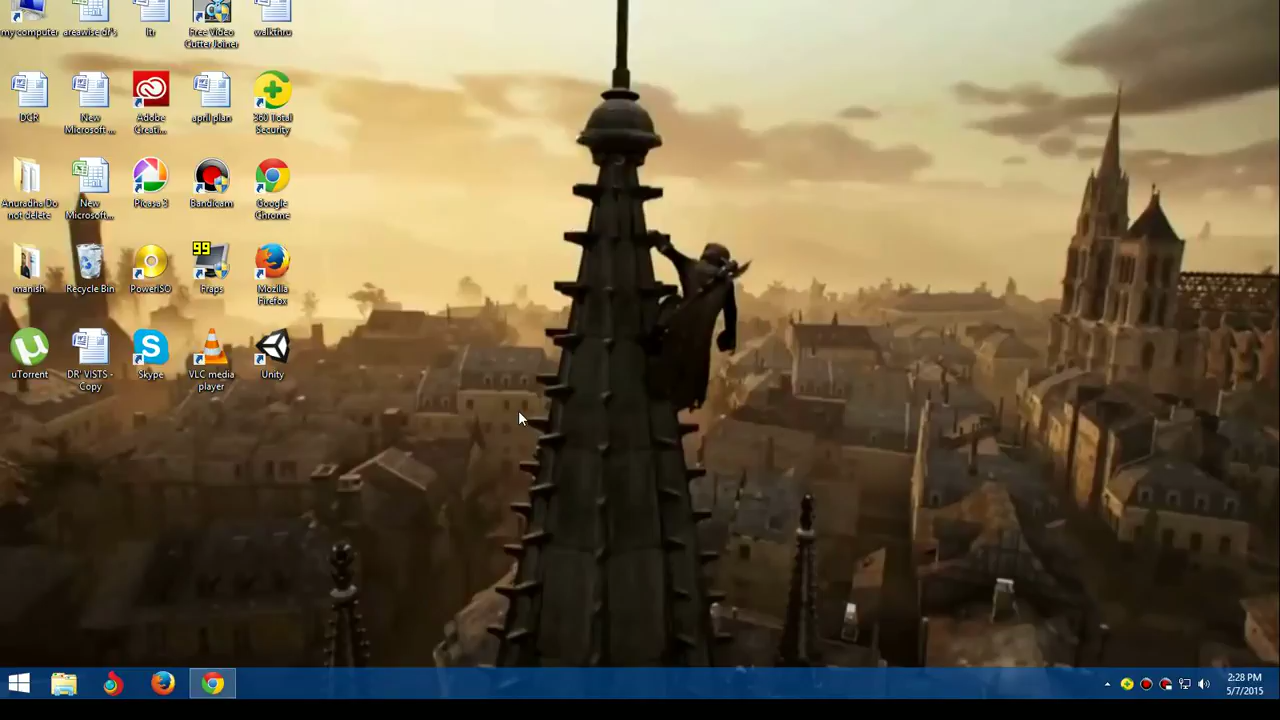 my computer
areawise dr's
ltr
Free Video
Cutter Joiner
walkthru
DCR
New
Microsoft ...
Adobe
Creati...
april plan
360 Total
Security
Anuradha Do
not delete
New
Microsoft...
Picasa 3
Bandicam
Google
Chrome
manish
Recycle Bin
PowerISO
99
Fraps
Mozilla
Firefox
uTorrent
DR' VISTS -
Copy
Skype
VLC media
player
Unity
2:28 PM
5/7/2015